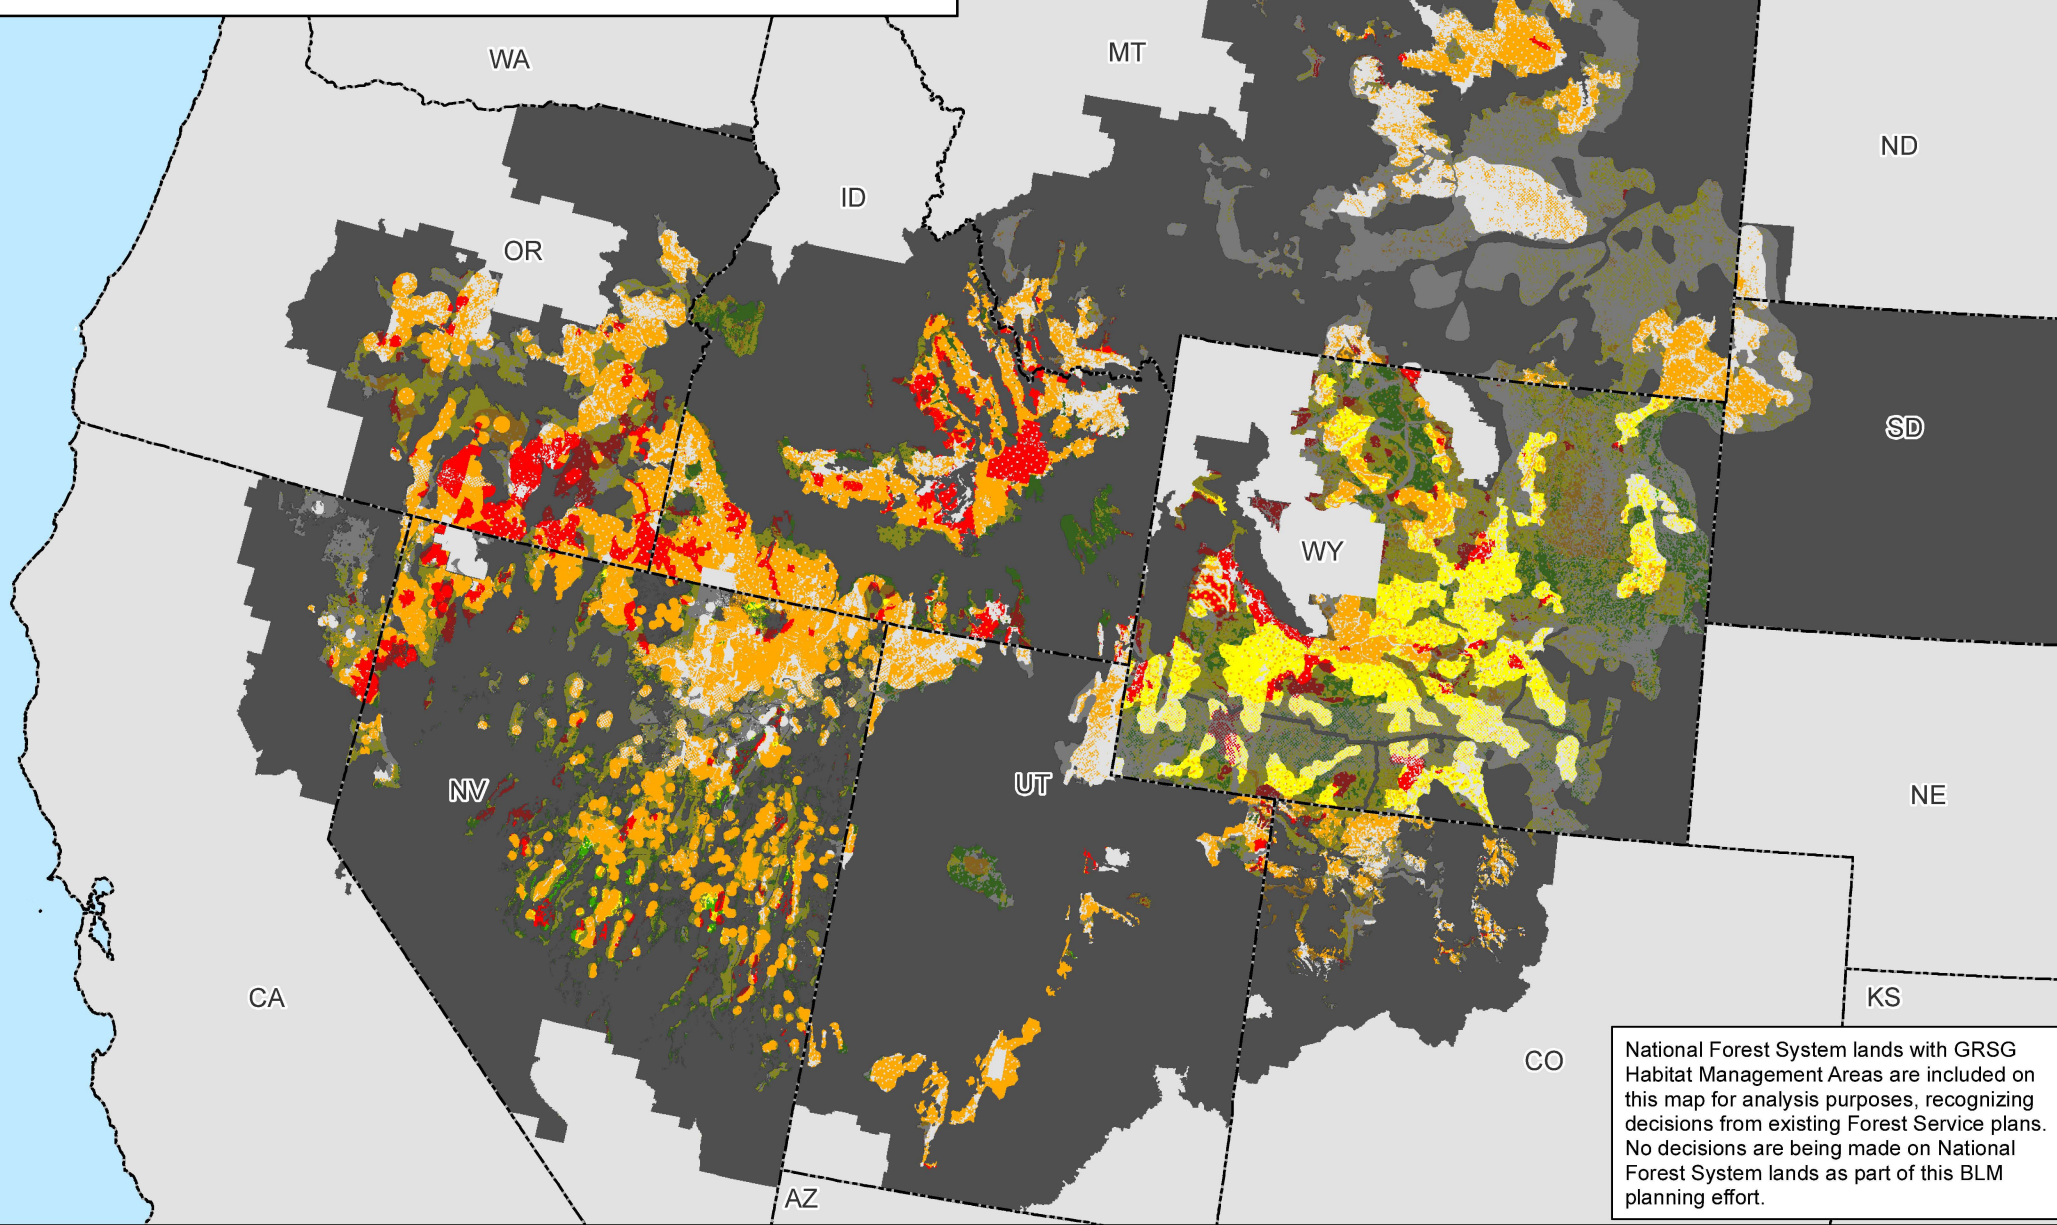 WA
MT
ND
ID
OR
SD
WY
NV
UT
NE
CA
KS
CO
AZ
National Forest System lands with GRSG
Habitat Management Areas are included on
this map for analysis purposes, recognizing
decisions from existing Forest Service plans.
No decisions are being made on National
Forest System lands as part of this BLM
planning effort.